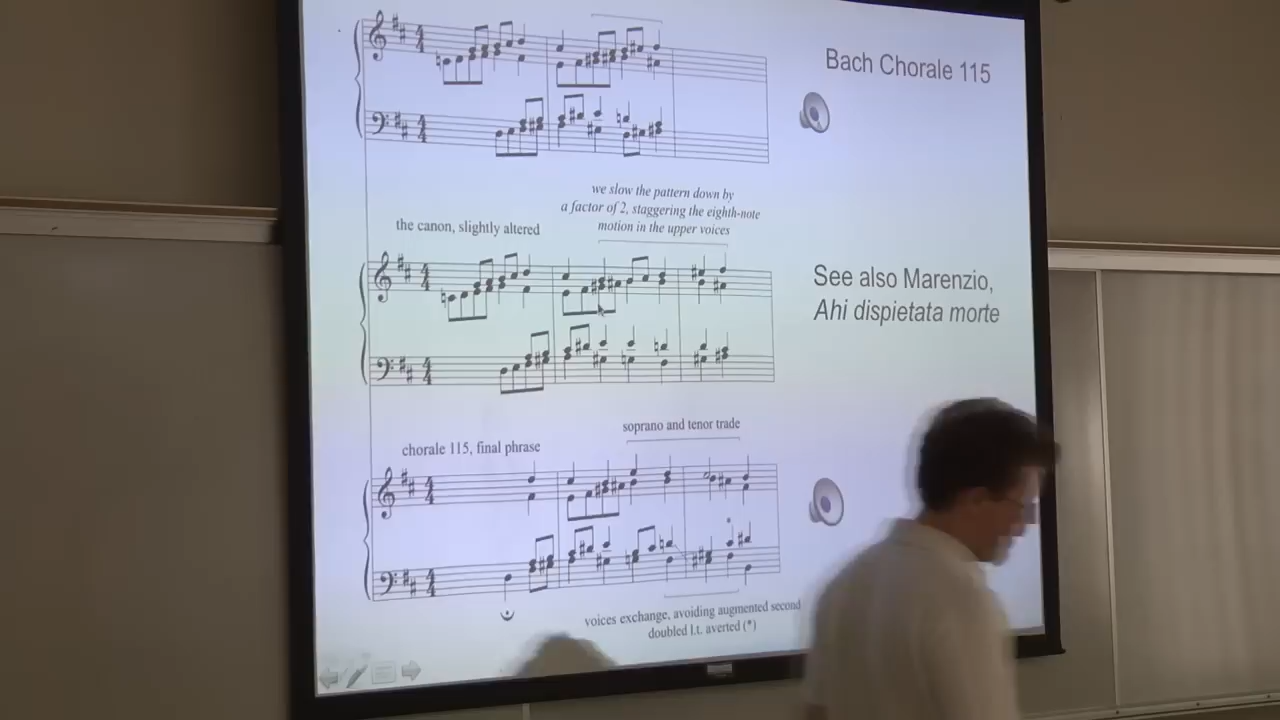 Bach Chorale 115
we slow the pattern down by
a factor of 2, staggering the eighth-note
motion in the upper voices
the canon, slightly altered
See also Marenzio,
Ahi dispietata morte
soprano and tenor trade
chorale 115, final phrase
voices exchange, avoiding augmented second
doubled l.t. averted (*)